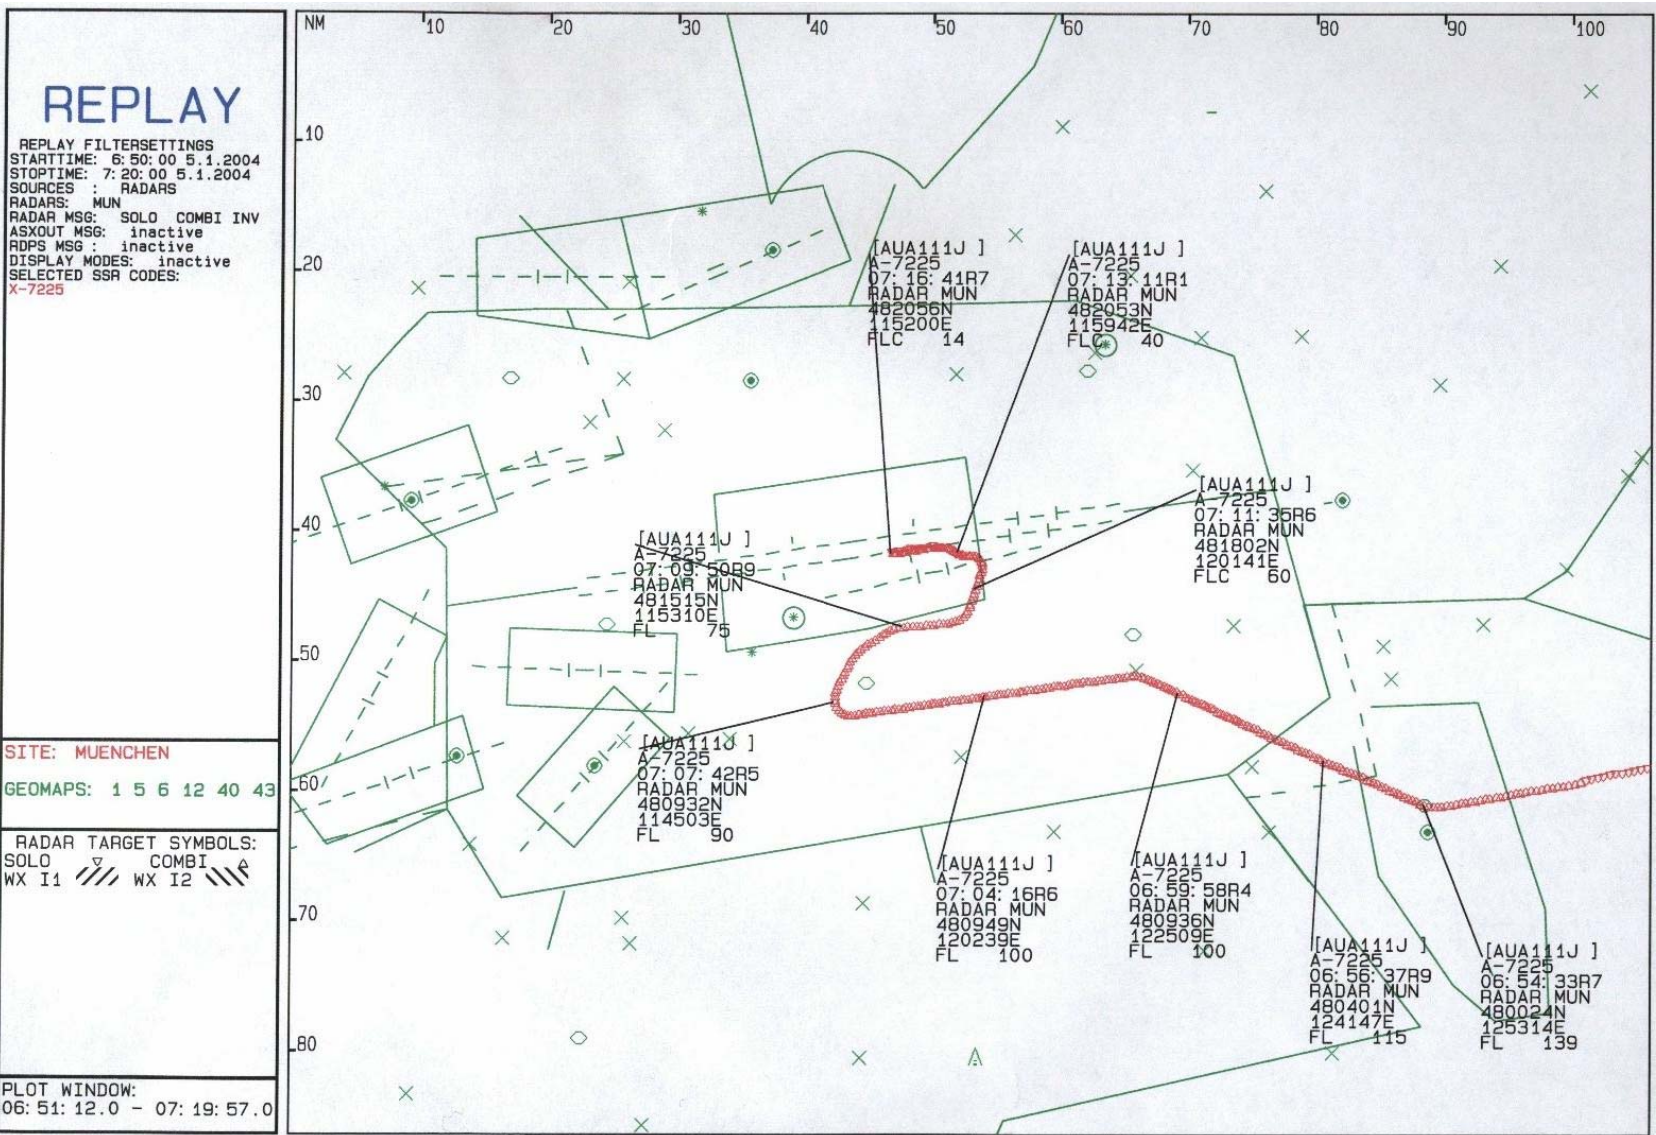 REPLAY
REPLAY FILTERSETTINGS
STARTTIME: 6:50:00 5.1.2004
STOPTIME: 7:20:00 5.1.2004
SOURCES : RADARS
RADARS: MUN
RADAR MSG: SOLO COMBI INV
ASXOUT MSG: inactive
RDPS MSG : inactive
DISPLAY MODES: inactive
SELECTED SSR CODES:
X-7225
SITE: MUENCHEN
GEOMAPS: 1 5 6 12 40 43
RADAR TARGET SYMBOLS:
SOLO COMBI
WX I1 WX I2
PLOT WINDOW:
06:51:12.0 - 07:19:57.0
NM 10 20 30 40 50 60 70 80 90 100
10
20
30
40
50
60
70
80
[AUA111J ]
A-7225
07:16:41R7
RADAR MUN
482056N
115200E
FLC 14
[AUA111J ]
A-7225
07:13:11R1
RADAR MUN
482053N
115942E
FLC 40
[AUA111J ]
A-7225
07:11:35R6
RADAR MUN
481802N
120141E
FLC 60
[AUA111J ]
A-7225
07:09:50R9
RADAR MUN
481515N
115310E
FL 75
[AUA111J ]
A-7225
07:07:42R5
RADAR MUN
480932N
114503E
FL 90
[AUA111J ]
A-7225
07:04:16R6
RADAR MUN
480949N
120239E
FL 100
[AUA111J ]
A-7225
06:59:58R4
RADAR MUN
480936N
122509E
FL 100
[AUA111J ]
A-7225
06:56:37R9
RADAR MUN
480401N
124147E
FL 115
[AUA111J ]
A-7225
06:54:33R7
RADAR MUN
480024N
125314E
FL 139